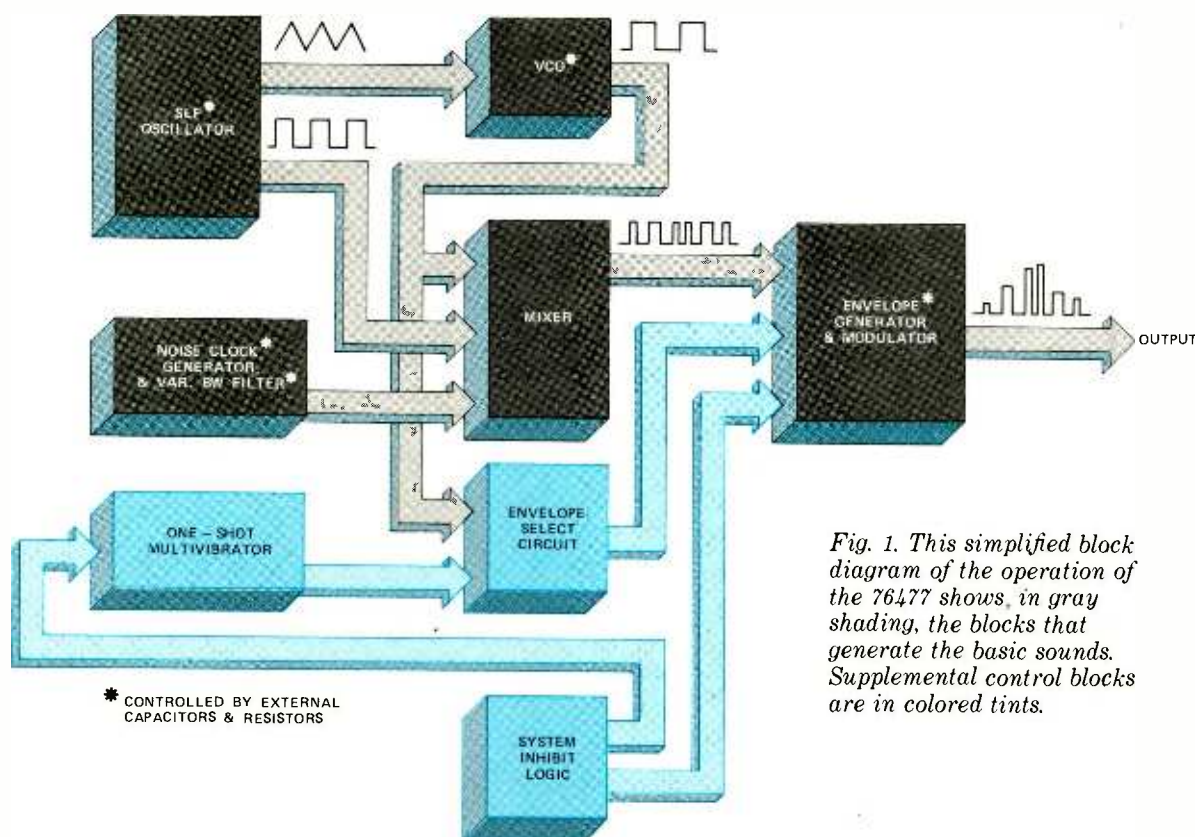 SLF*
OSCILLATOR
VCO*
MIXER
ENVELOPE*
GENERATOR
& MODULATOR
OUTPUT
NOISE CLOCK*
GENERATOR
& VAR. BW FILTER*
ONE-SHOT
MULTIVIBRATOR
ENVELOPE
SELECT
CIRCUIT
SYSTEM
INHIBIT
LOGIC
* CONTROLLED BY EXTERNAL
CAPACITORS & RESISTORS
Fig. 1. This simplified block
diagram of the operation of
the 76477 shows, in gray
shading, the blocks that
generate the basic sounds.
Supplemental control blocks
are in colored tints.